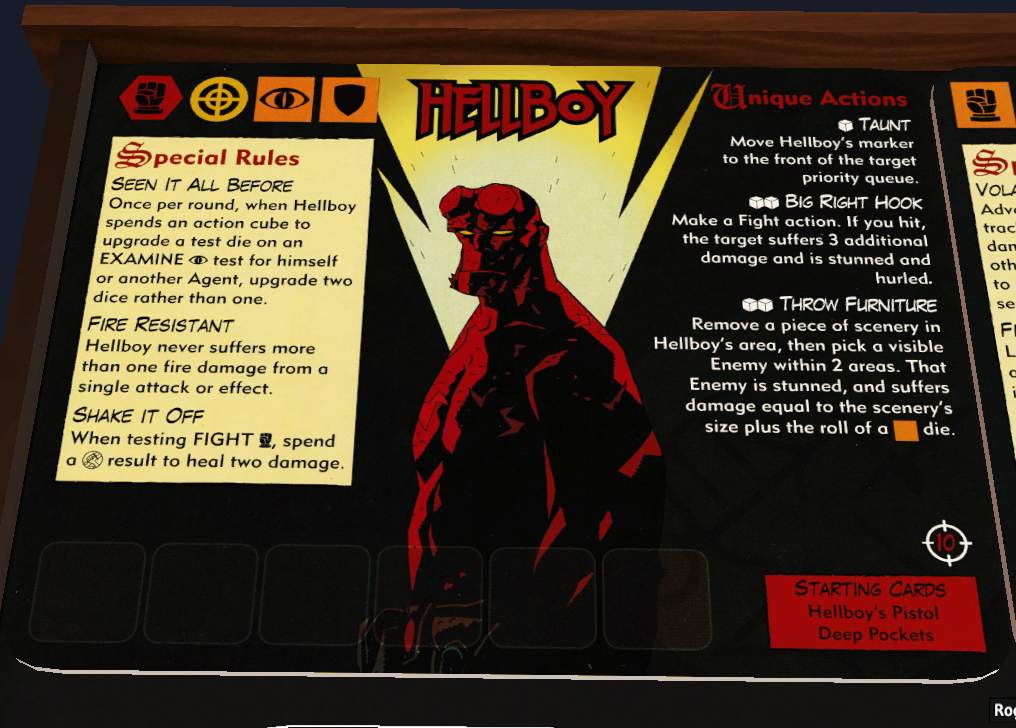 HELLBOY
Special Rules
SEEN IT ALL BEFORE
Once per round, when Hellboy
spends an action cube to
upgrade a test die on an
EXAMINE test for himself
or another Agent, upgrade two
dice rather than one.
FIRE RESISTANT
Hellboy never suffers more
than one fire damage from a
single attack or effect.
SHAKE IT OFF
When testing FIGHT , spend
a result to heal two damage.
Unique Actions
TAUNT
Move Hellboy's marker
to the front of the target
priority queue.
BIG RIGHT HOOK
Make a Fight action. If you hit,
the target suffers 3 additional
damage and is stunned and
hurled.
THROW FURNITURE
Remove a piece of scenery in
Hellboy's area, then pick a visible
Enemy within 2 areas. That
Enemy is stunned, and suffers
damage equal to the scenery's
size plus the roll of a die.
10
STARTING CARDS
Hellboy's Pistol
Deep Pockets